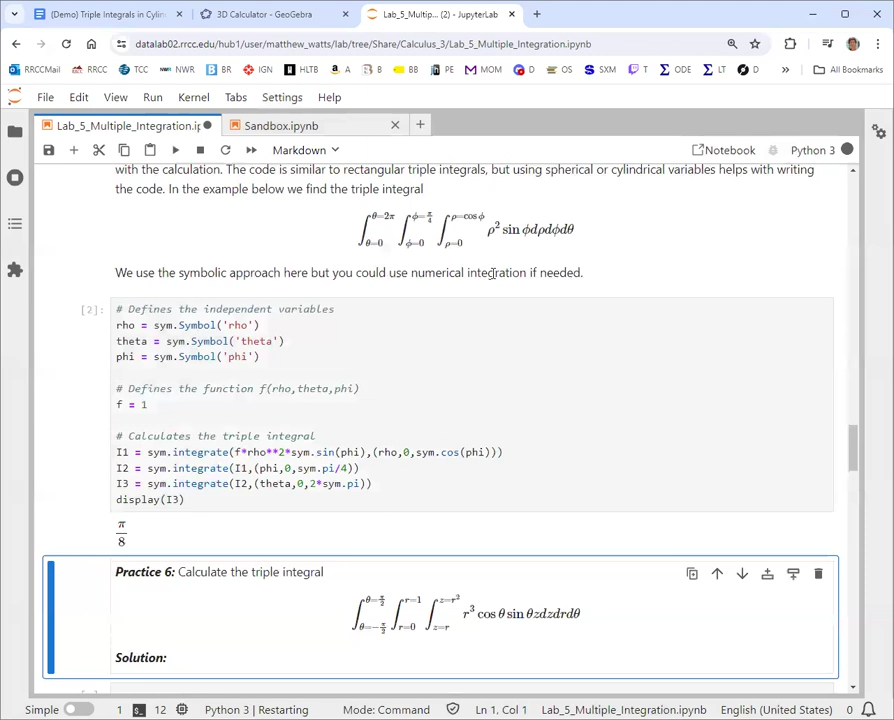 (Demo) Triple Integrals in Cylin
3D Calculator - GeoGebra
Lab_5_Multip... (2) - JupyterLab
datalab02.rrcc.edu/hub1/user/matthew_watts/lab/tree/Share/Calculus_3/Lab_5_Multiple_Integration.ipynb
RRCCMail RRCC TCC NWR BR IGN HLTB A B BB PE MOM D OS SXM T ODE LT D » All Bookmarks
File Edit View Run Kernel Tabs Settings Help
Lab_5_Multiple_Integration.ip
Sandbox.ipynb
Markdown
Notebook
Python 3
with the calculation. The code is similar to rectangular triple integrals, but using spherical or cylindrical variables helps with writing
the code. In the example below we find the triple integral
∫_{θ=0}^{θ=2π} ∫_{φ=0}^{φ=π/4} ∫_{ρ=0}^{ρ=cos φ} ρ² sin φdρdφdθ
We use the symbolic approach here but you could use numerical integration if needed.
[2]:
# Defines the independent variables
rho = sym.Symbol('rho')
theta = sym.Symbol('theta')
phi = sym.Symbol('phi')
# Defines the function f(rho,theta,phi)
f = 1
# Calculates the triple integral
I1 = sym.integrate(f*rho**2*sym.sin(phi),(rho,0,sym.cos(phi)))
I2 = sym.integrate(I1,(phi,0,sym.pi/4))
I3 = sym.integrate(I2,(theta,0,2*sym.pi))
display(I3)
π/8
Practice 6: Calculate the triple integral
∫_{θ=-π/2}^{θ=π/2} ∫_{r=0}^{r=1} ∫_{z=r}^{z=r²} r³ cos θ sin θzdzdrdθ
Solution:
Simple 1 12 Python 3 | Restarting Mode: Command Ln 1, Col 1 Lab_5_Multiple_Integration.ipynb English (United States) 0